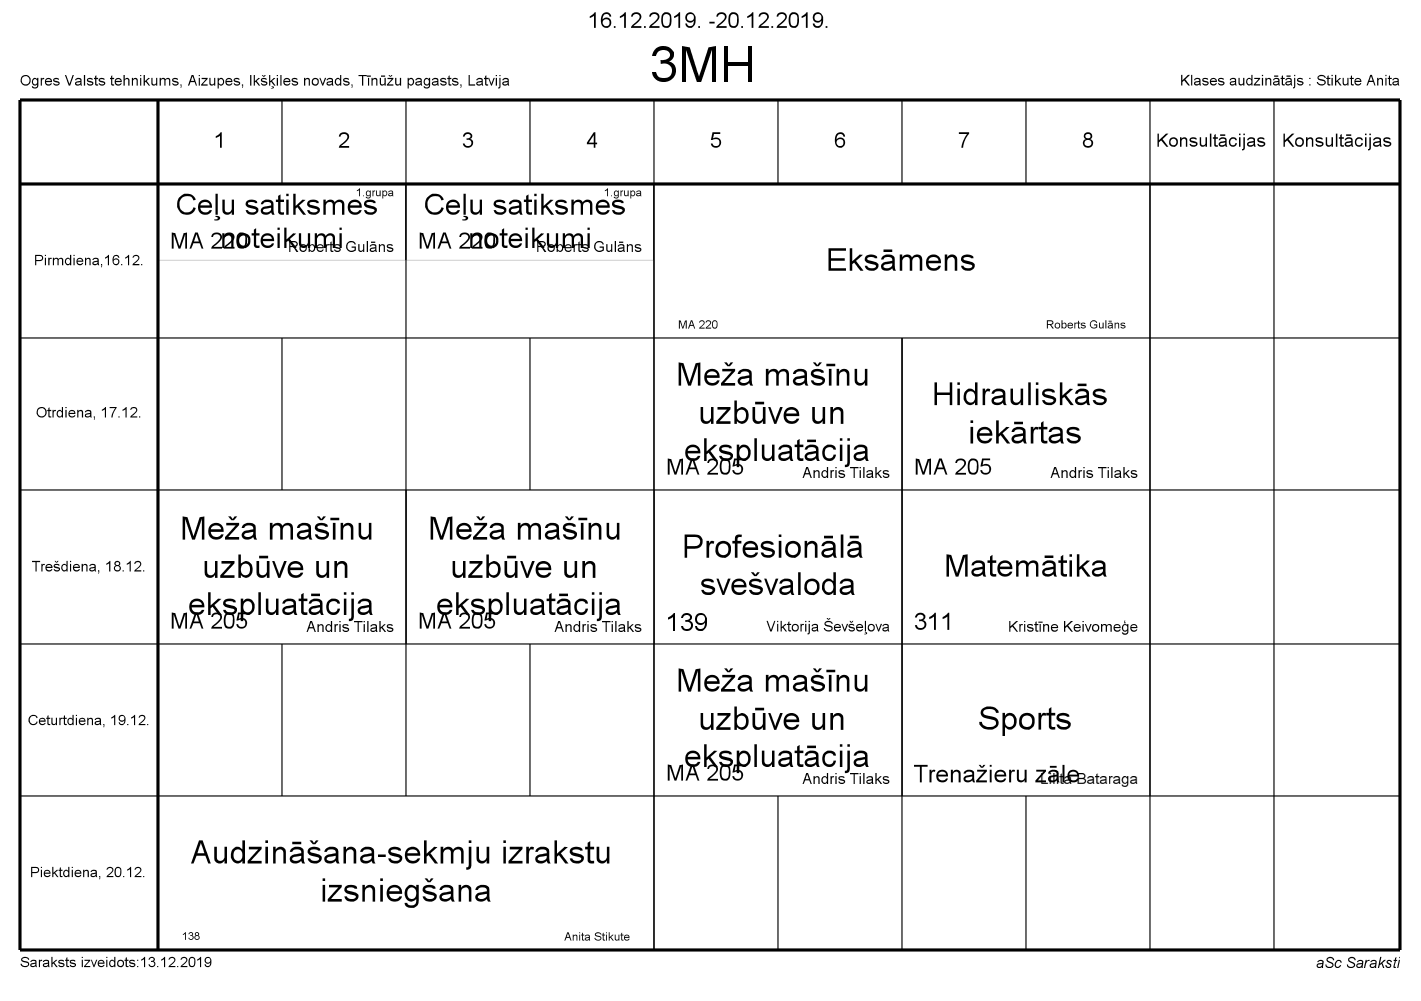 16.12.2019. -20.12.2019.
3MH
Ogres Valsts tehnikums, Aizupes, Ikšķiles novads, Tīnūžu pagasts, Latvija
Klases audzinātājs : Stikute Anita
1 2 3 4 5 6 7 8 Konsultācijas Konsultācijas
Pirmdiena,16.12.
1.grupa
Ceļu satiksmes
noteikumi
MA 220
Roberts Gulāns
1.grupa
Ceļu satiksmes
noteikumi
MA 220
Roberts Gulāns
Eksāmens
MA 220
Roberts Gulāns
Otrdiena, 17.12.
Meža mašīnu
uzbūve un
ekspluatācija
MA 205
Andris Tilaks
Hidrauliskās
iekārtas
MA 205
Andris Tilaks
Trešdiena, 18.12.
Meža mašīnu
uzbūve un
ekspluatācija
MA 205
Andris Tilaks
Meža mašīnu
uzbūve un
ekspluatācija
MA 205
Andris Tilaks
Profesionālā
svešvaloda
139
Viktorija Ševšeļova
Matemātika
311
Kristīne Keivomeģe
Ceturtdiena, 19.12.
Meža mašīnu
uzbūve un
ekspluatācija
MA 205
Andris Tilaks
Sports
Trenažieru zāle
Lilita Bataraga
Piektdiena, 20.12.
Audzināšana-sekmju izrakstu
izsniegšana
138
Anita Stikute
Saraksts izveidots:13.12.2019
aSc Saraksti